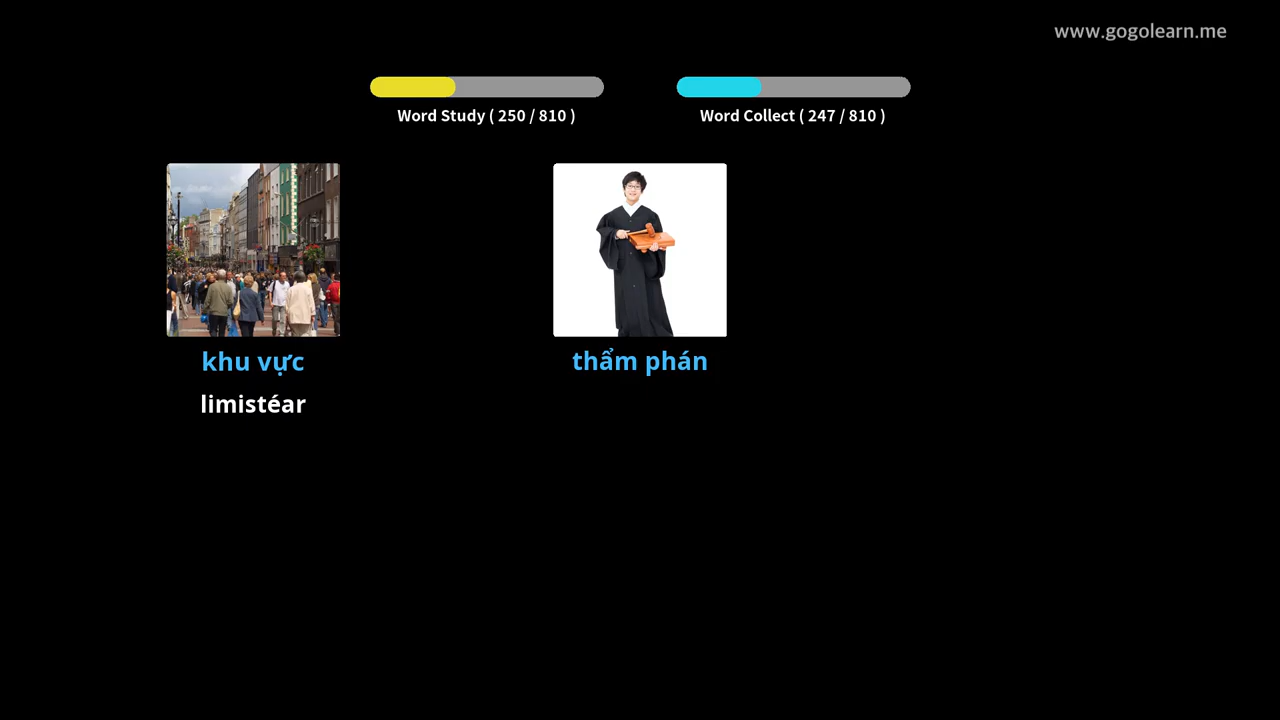 www.gogolearn.me
Word Study ( 250 / 810 )
Word Collect ( 247 / 810 )
khu vực
thẩm phán
limistéar